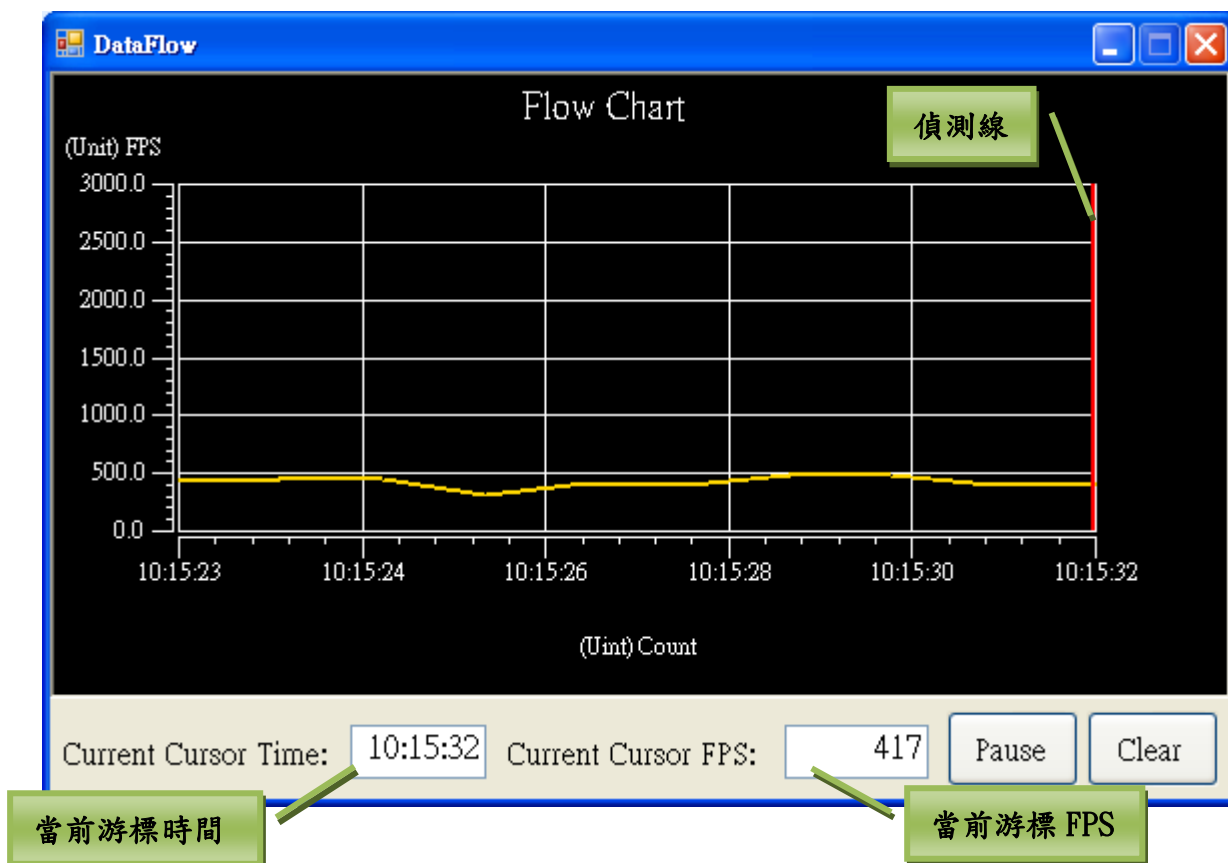 DataFlow
Flow Chart
偵測線
(Unit) FPS
3000.0
2500.0
2000.0
1500.0
1000.0
500.0
0.0
10:15:23 10:15:24 10:15:26 10:15:28 10:15:30 10:15:32
(Uint) Count
Current Cursor Time: 10:15:32 Current Cursor FPS: 417 Pause Clear
當前游標時間
當前游標 FPS